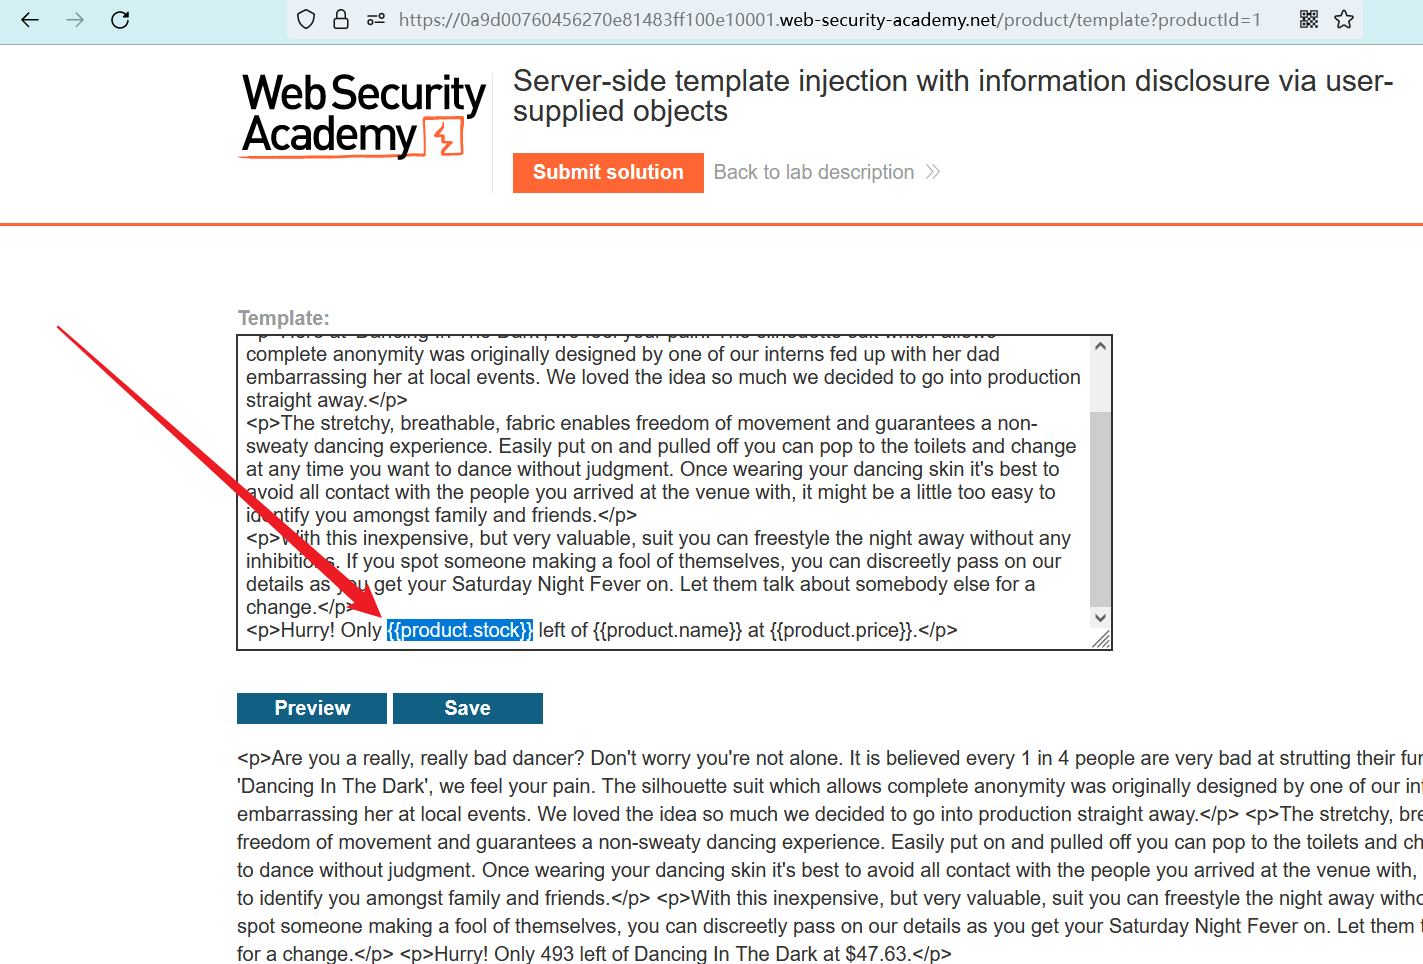 https://0a9d00760456270e81483ff100e10001.web-security-academy.net/product/template?productId=1
Web Security
Academy
Server-side template injection with information disclosure via user-
supplied objects
Submit solution
Back to lab description
Template:
complete anonymity was originally designed by one of our interns fed up with her dad
embarrassing her at local events. We loved the idea so much we decided to go into production
straight away.</p>
<p>The stretchy, breathable, fabric enables freedom of movement and guarantees a non-
sweaty dancing experience. Easily put on and pulled off you can pop to the toilets and change
at any time you want to dance without judgment. Once wearing your dancing skin it's best to
avoid all contact with the people you arrived at the venue with, it might be a little too easy to
identify you amongst family and friends.</p>
<p>With this inexpensive, but very valuable, suit you can freestyle the night away without any
inhibitions. If you spot someone making a fool of themselves, you can discreetly pass on our
details as you get your Saturday Night Fever on. Let them talk about somebody else for a
change.</p>
<p>Hurry! Only {{product.stock}} left of {{product.name}} at {{product.price}}.</p>
Preview
Save
<p>Are you a really, really bad dancer? Don't worry you're not alone. It is believed every 1 in 4 people are very bad at strutting their
'Dancing In The Dark', we feel your pain. The silhouette suit which allows complete anonymity was originally designed by one of our
embarrassing her at local events. We loved the idea so much we decided to go into production straight away.</p> <p>The stretchy,
freedom of movement and guarantees a non-sweaty dancing experience. Easily put on and pulled off you can pop to the toilets and
to dance without judgment. Once wearing your dancing skin it's best to avoid all contact with the people you arrived at the venue with,
to identify you amongst family and friends.</p> <p>With this inexpensive, but very valuable, suit you can freestyle the night away
spot someone making a fool of themselves, you can discreetly pass on our details as you get your Saturday Night Fever on. Let them
for a change.</p> <p>Hurry! Only 493 left of Dancing In The Dark at $47.63.</p>